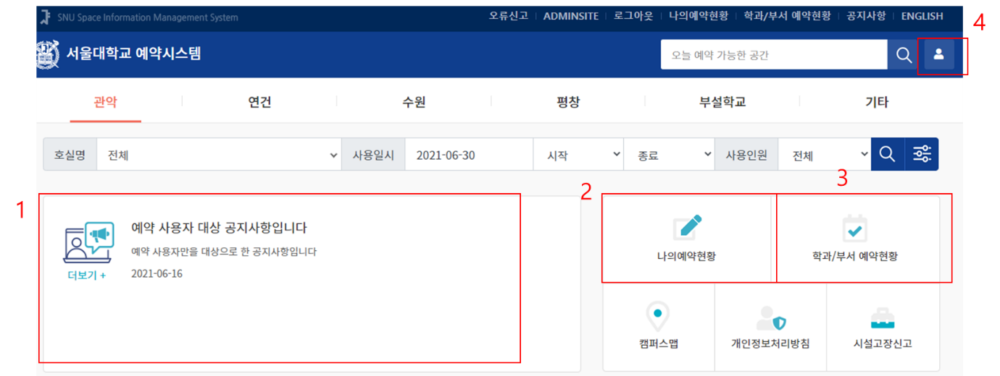 SNU Space Information Management System 오류신고 ADMINSITE 로그아웃 나의예약현황 학과/부서 예약현황 공지사항 ENGLISH
4
서울대학교 예약시스템 오늘 예약 가능한 공간
관악 연건 수원 평창 부설학교 기타
호실명 전체 사용일시 2021-06-30 시작 종료 사용인원 전체
1
2
3
예약 사용자 대상 공지사항입니다
예약 사용자만을 대상으로 한 공지사항입니다
더보기 + 2021-06-16
나의예약현황 학과/부서 예약현황
캠퍼스맵 개인정보처리방침 시설고장신고